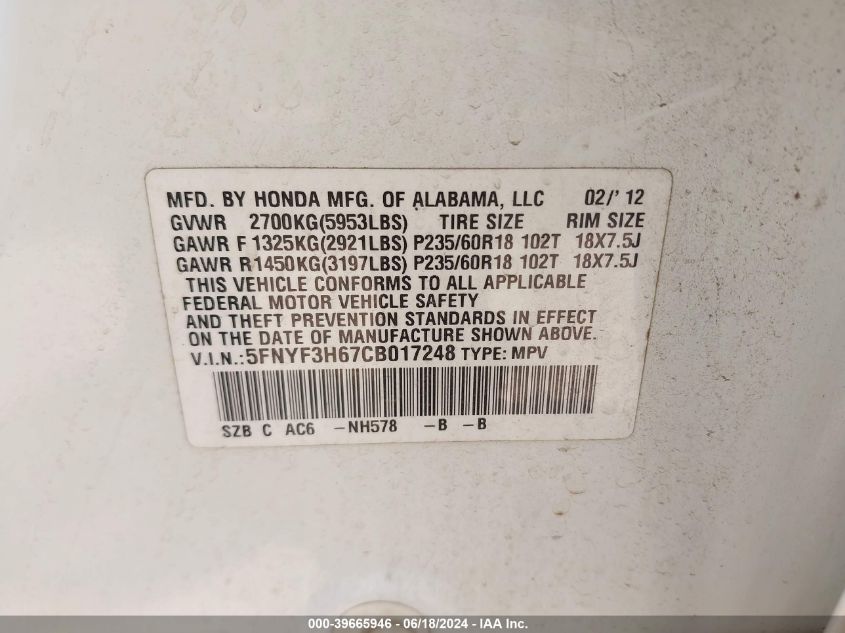 MFD. BY HONDA MFG. OF ALABAMA, LLC 02/' 12
GVWR 2700KG(5953LBS) TIRE SIZE RIM SIZE
GAWR F 1325KG(2921LBS) P235/60R18 102T 18X7.5J
GAWR R1450KG(3197LBS) P235/60R18 102T 18X7.5J
THIS VEHICLE CONFORMS TO ALL APPLICABLE
FEDERAL MOTOR VEHICLE SAFETY
AND THEFT PREVENTION STANDARDS IN EFFECT
ON THE DATE OF MANUFACTURE SHOWN ABOVE.
V.I.N.:5FNYF3H67CB017248 TYPE: MPV
SZB C AC6 -NH578 -B -B
000-39665946 - 06/18/2024 - IAA Inc.